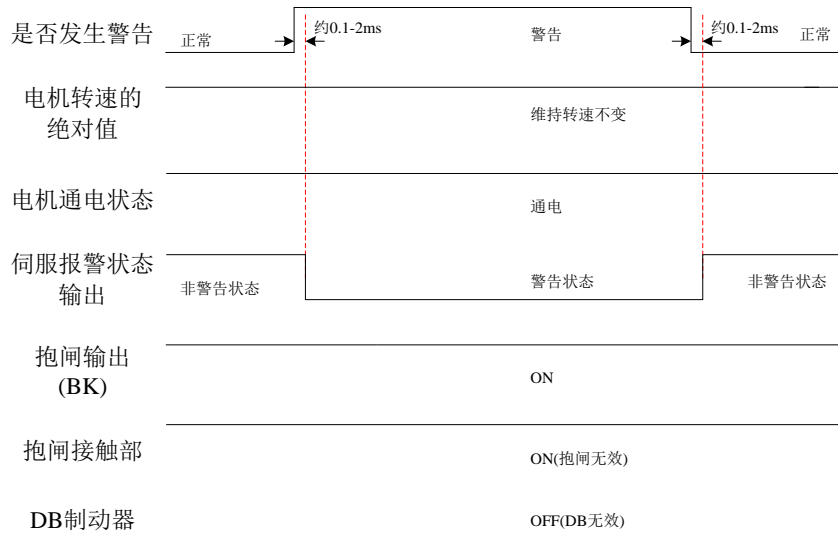 是否发生警告
正常
约0.1-2ms
警告
约0.1-2ms
正常
电机转速的
绝对值
维持转速不变
电机通电状态
通电
伺服报警状态
输出
非警告状态
警告状态
非警告状态
抱闸输出
(BK)
ON
抱闸接触部
ON(抱闸无效)
DB制动器
OFF(DB无效)